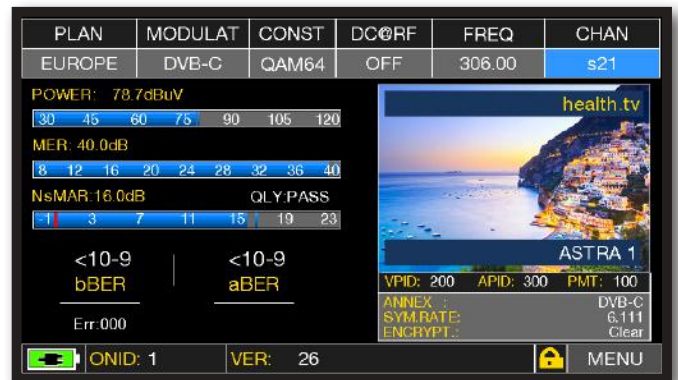 PLAN MODULAT CONST DC@RF FREQ CHAN
EUROPE DVB-C QAM64 OFF 306.00 s21
POWER: 78.7dBuV
30 45 60 75 90 105 120
MER: 40.0dB
8 12 16 20 24 28 32 36 40
NsMAR:16.0dB QLY:PASS
-1 3 7 11 15 19 23
<10-9 <10-9
bBER aBER
Err:000
health.tv
ASTRA 1
VPID: 200 APID: 300 PMT: 100
ANNEX : DVB-C
SYM.RATE: 6.111
ENCRYPT.: Clear
ONID: 1 VER: 26 MENU